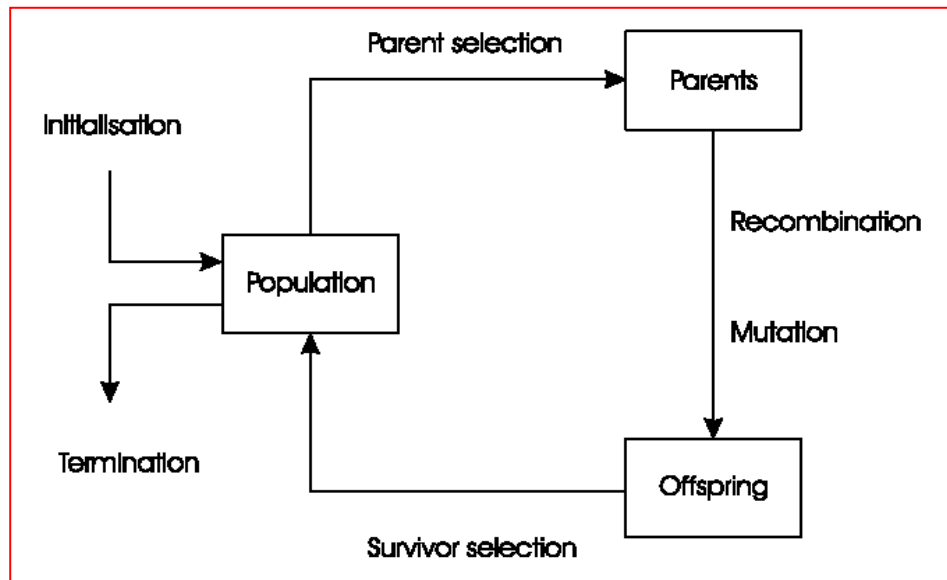 Parent selection
Parents
Initialisation
Recombination
Population
Mutation
Termination
Offspring
Survivor selection